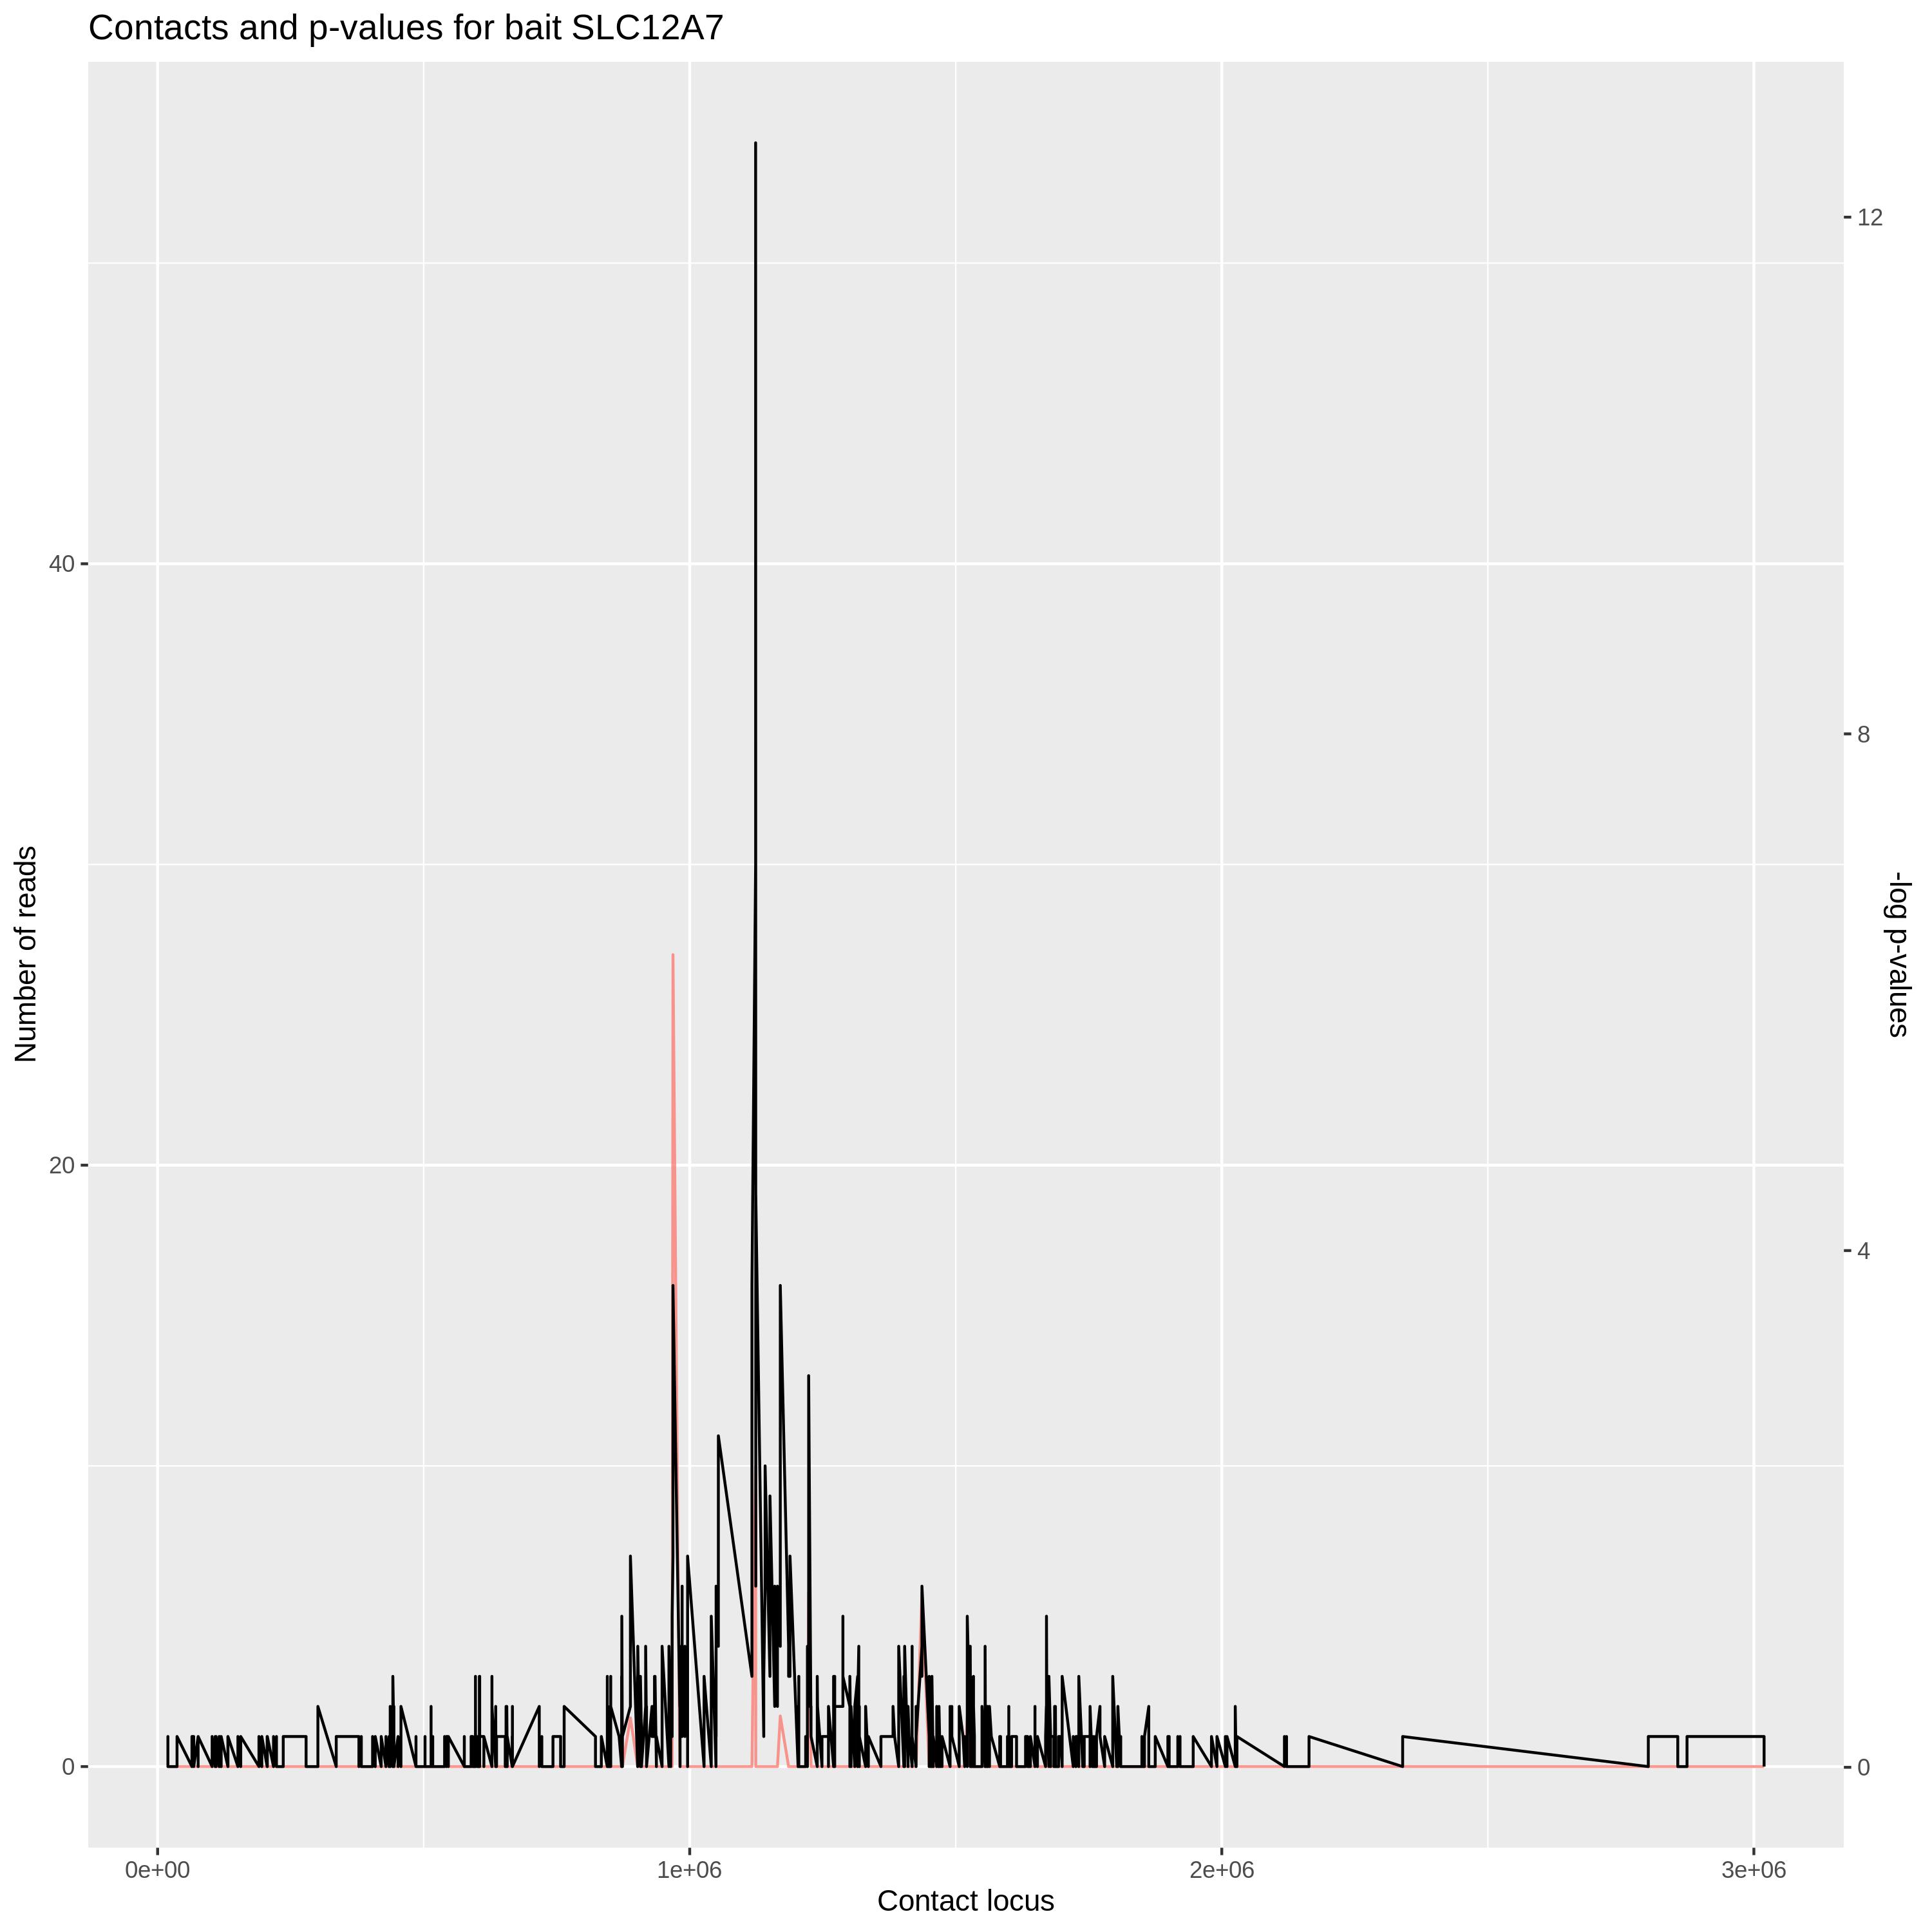 Contacts and p-values for bait SLC12A7
Number of reads
40
20
0
12
8
4
0
-log p-values
0e+00 1e+06 2e+06 3e+06
Contact locus